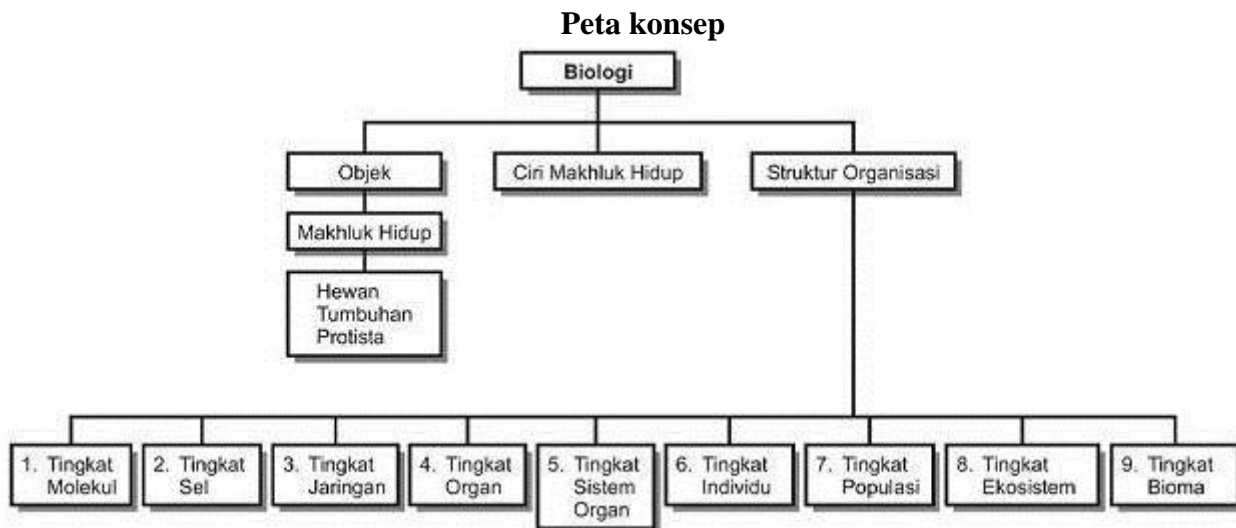 Peta konsep
Biologi
Objek
Ciri Makhluk Hidup
Struktur Organisasi
Makhluk Hidup
Hewan
Tumbuhan
Protista
1. Tingkat
Molekul
2. Tingkat
Sel
3. Tingkat
Jaringan
4. Tingkat
Organ
5. Tingkat
Sistem
Organ
6. Tingkat
Individu
7. Tingkat
Populasi
8. Tingkat
Ekosistem
9. Tingkat
Bioma